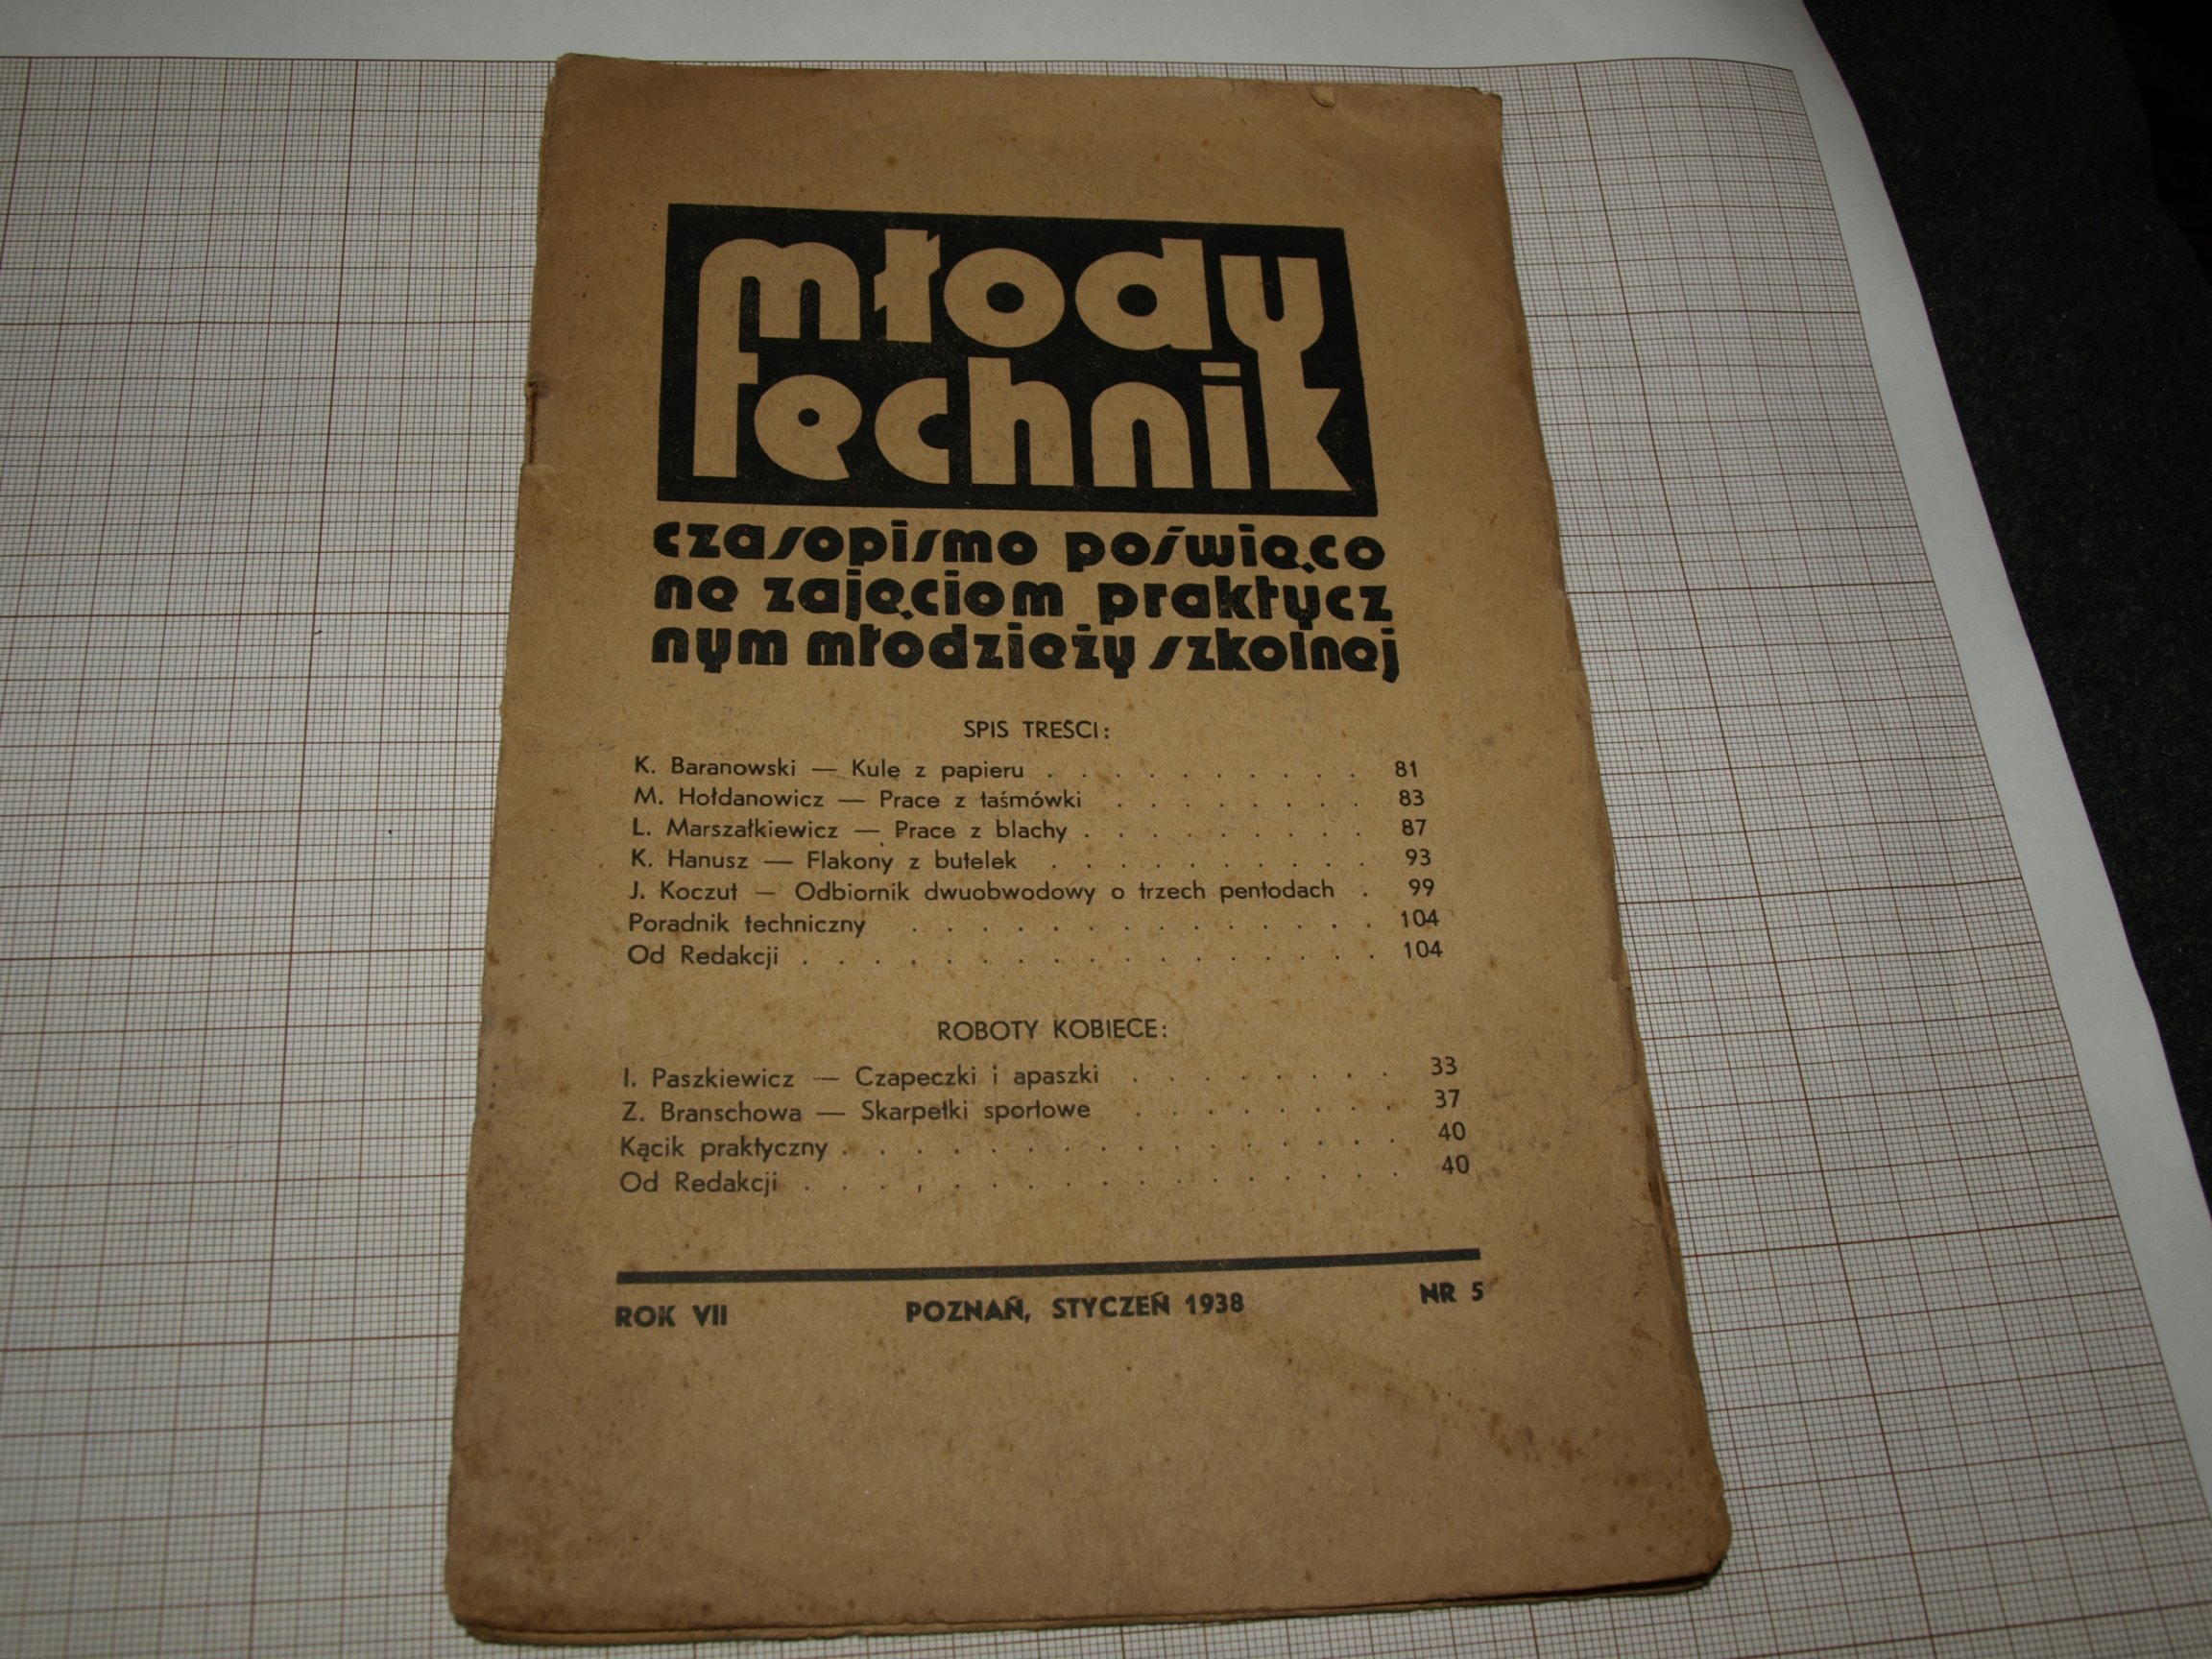 młody
technik
czasopismo poświęco
ne zajęciom praktycz
nym młodzieży szkolnej
SPIS TREŚCI:
K. Baranowski — Kule z papieru . . . . . . . . . 81
M. Hołdanowicz — Prace z taśmówki . . . . . . . 83
L. Marszałkiewicz — Prace z blachy . . . . . . . . 87
K. Hanusz — Flakony z butelek . . . . . . . . . . 93
J. Koczut — Odbiornik dwuobwodowy o trzech pentodach . 99
Poradnik techniczny . . . . . . . . . . . . . . 104
Od Redakcji . . . . . . . . . . . . . . . . . 104
ROBOTY KOBIECE:
I. Paszkiewicz — Czapeczki i apaszki . . . . . . . . 33
Z. Branschowa — Skarpetki sportowe . . . . . . . . 37
Kącik praktyczny . . . . . . . . . . . . . . . . 40
Od Redakcji . . . . . . . . . . . . . . . . . 40
ROK VII POZNAŃ, STYCZEŃ 1938 NR 5